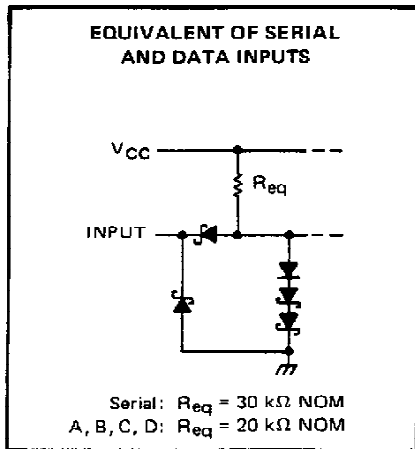 EQUIVALENT OF SERIAL
AND DATA INPUTS
VCC
Req
INPUT
Serial: Req = 30 kΩ NOM
A, B, C, D: Req = 20 kΩ NOM